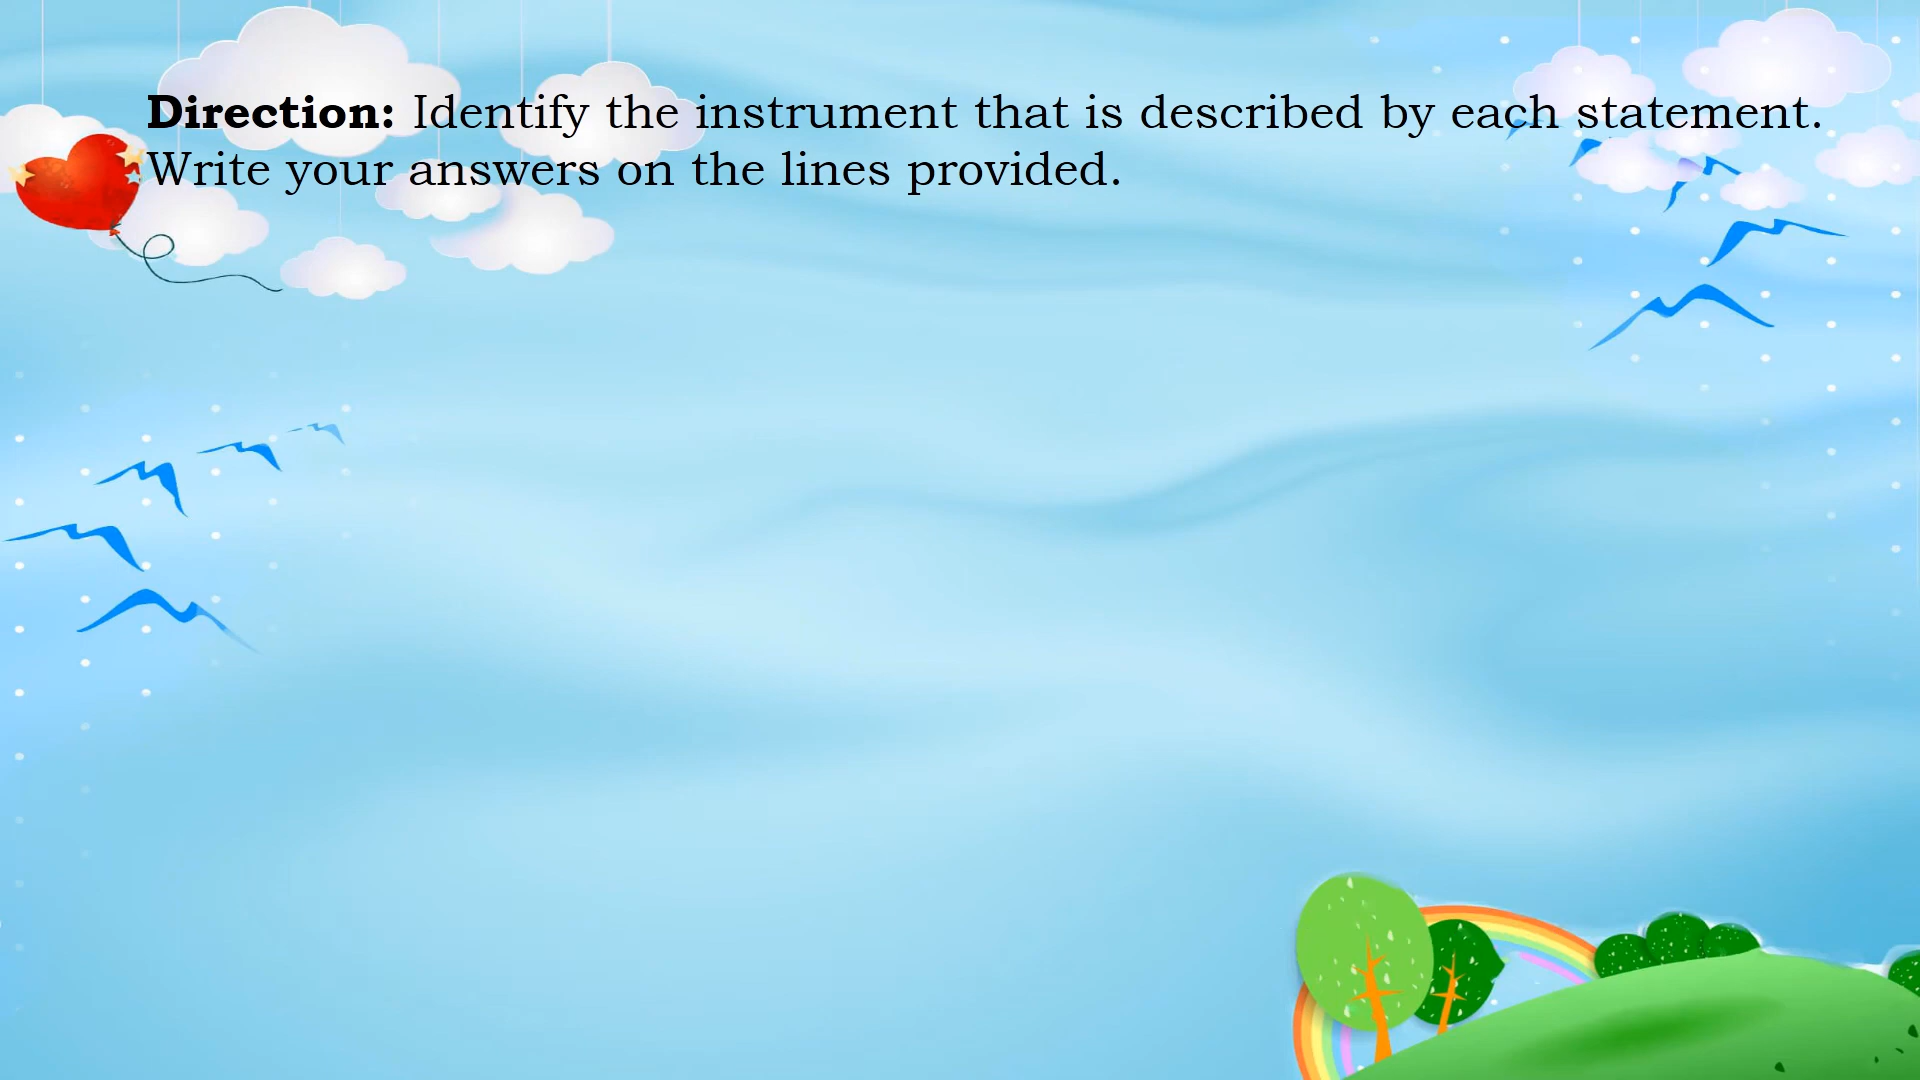 Direction: Identify the instrument that is described by each statement.
Write your answers on the lines provided.